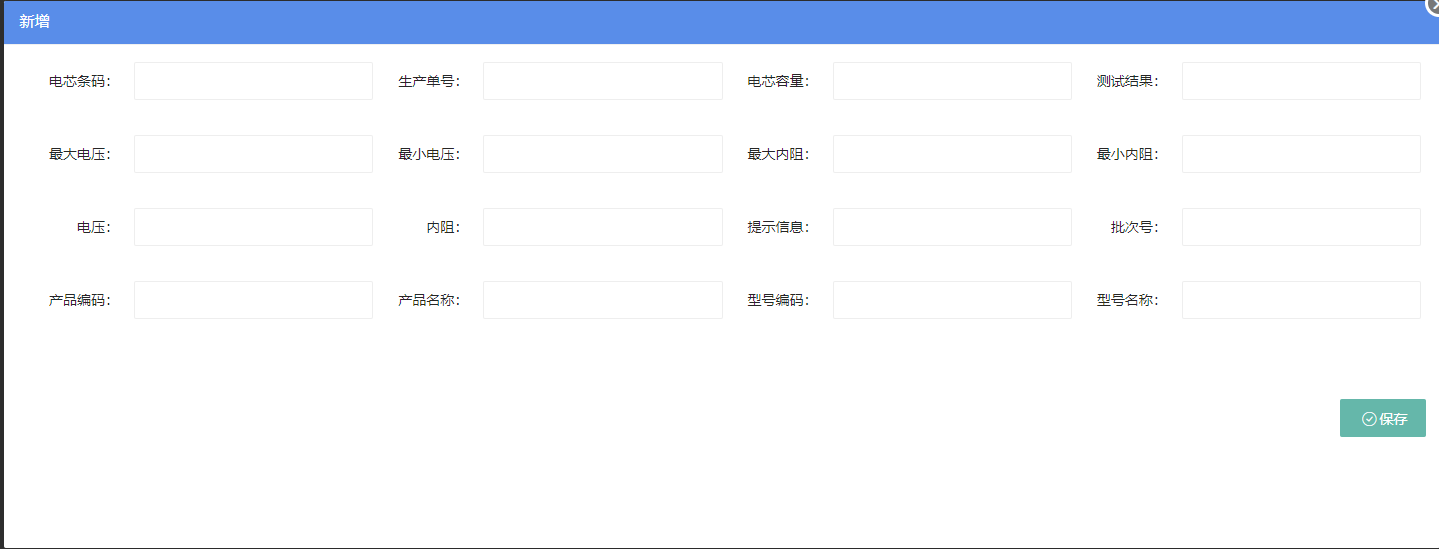 新增
电芯条码： 生产单号： 电芯容量： 测试结果：
最大电压： 最小电压： 最大内阻： 最小内阻：
电压： 内阻： 提示信息： 批次号：
产品编码： 产品名称： 型号编码： 型号名称：
保存